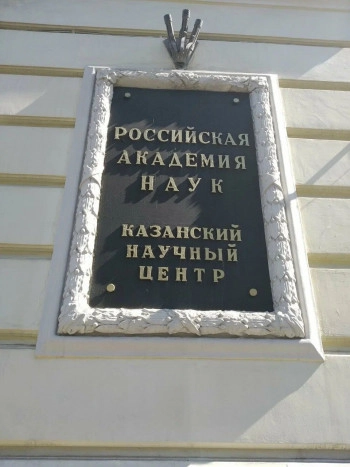 РОССИЙСКАЯ
АКАДЕМИЯ
НАУК
КАЗАНСКИЙ
НАУЧНЫЙ
ЦЕНТР